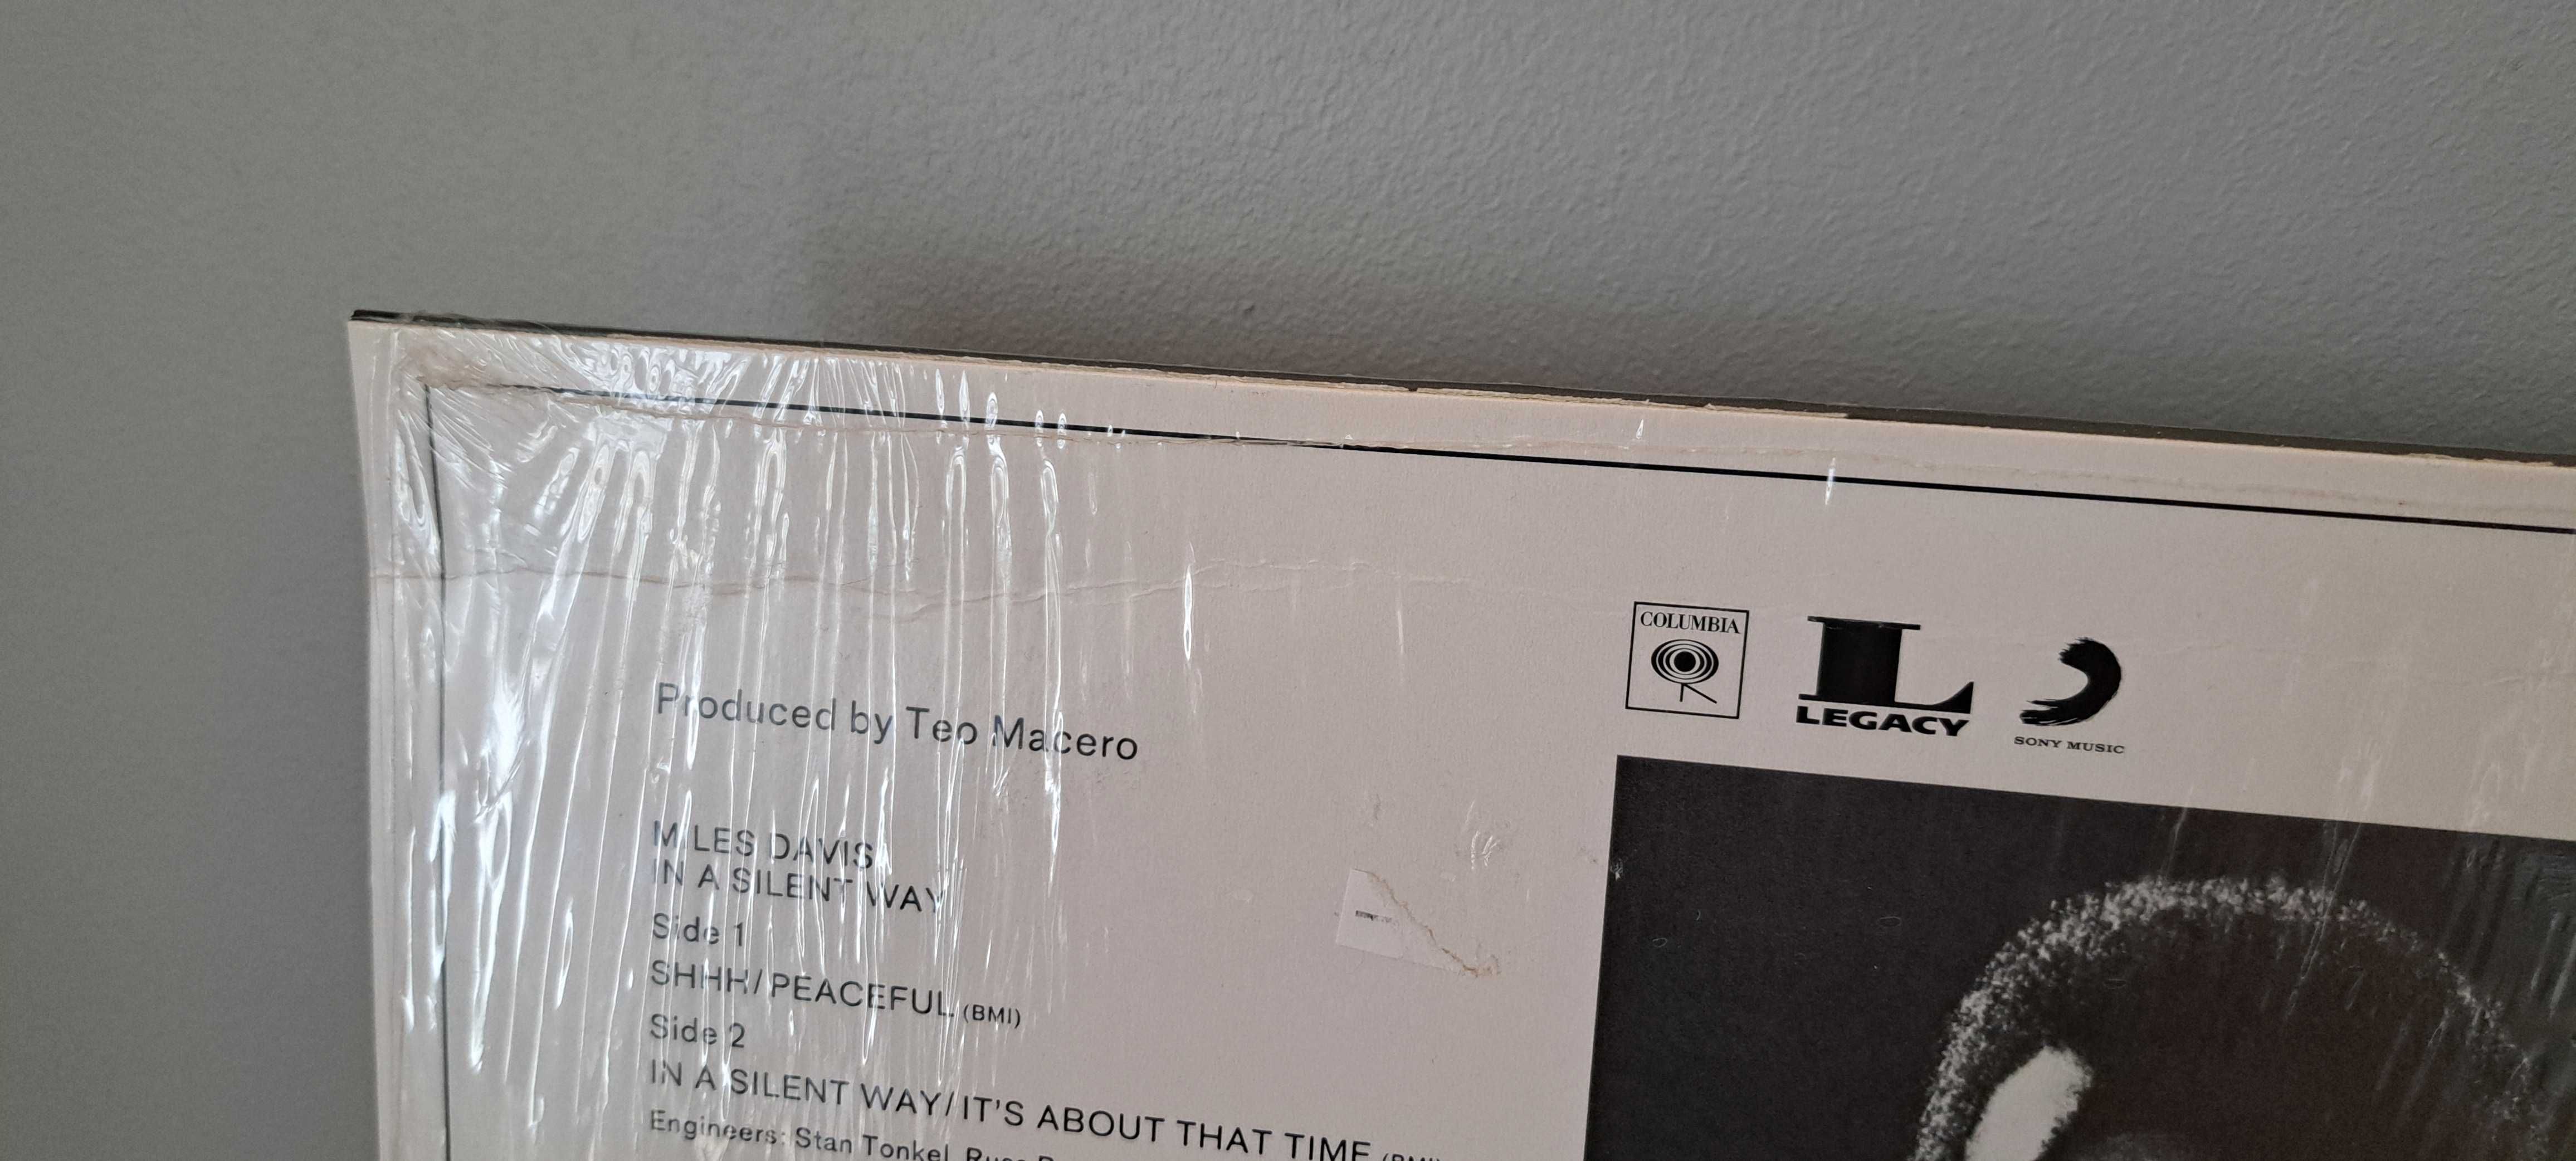 COLUMBIA
LEGACY
SONY MUSIC
Produced by Teo Macero
MILES DAVIS
IN A SILENT WAY
Side 1
SHHH/PEACEFUL (BMI)
Side 2
IN A SILENT WAY/IT'S ABOUT THAT TIME (BMI)
Engineers: Stan Tonkel,